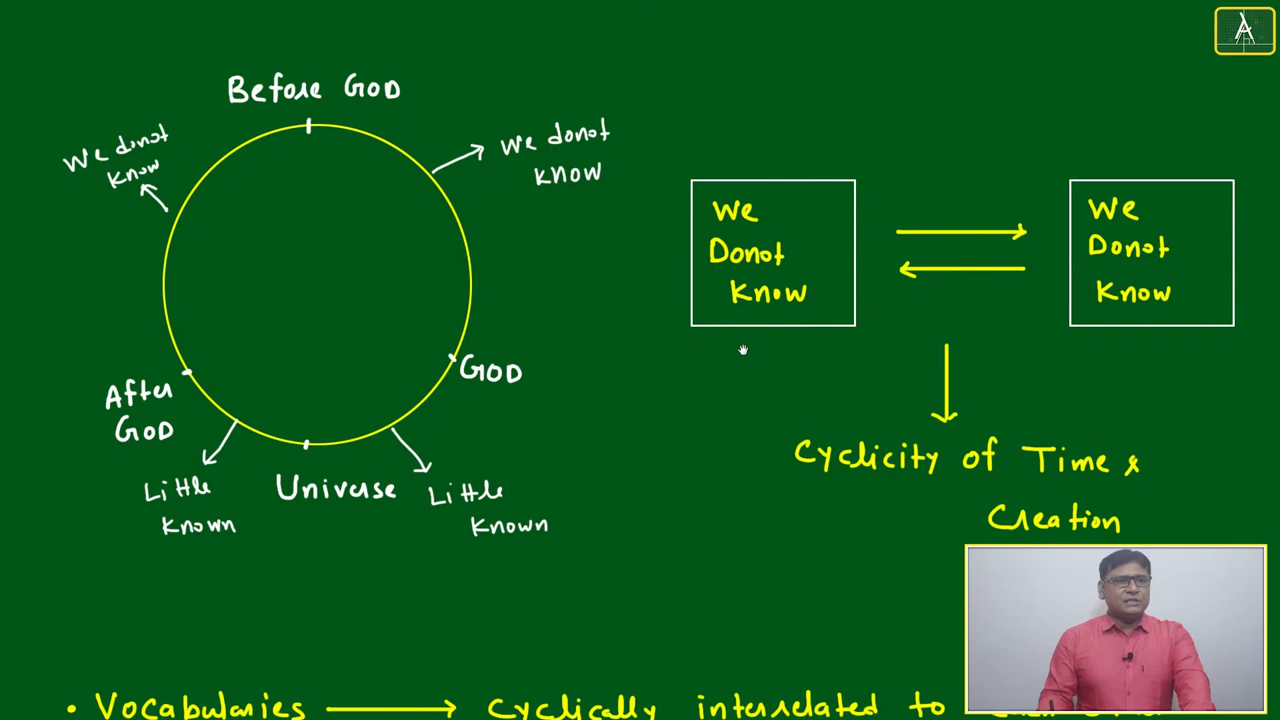 Before GOD
We donot
know
We donot
know
GOD
After
GOD
Little
known
Universe
Little
known
We
Donot
know
We
Donot
Know
Cyclicity of Time &
Creation
• Vocabularies → cyclically interrelated to